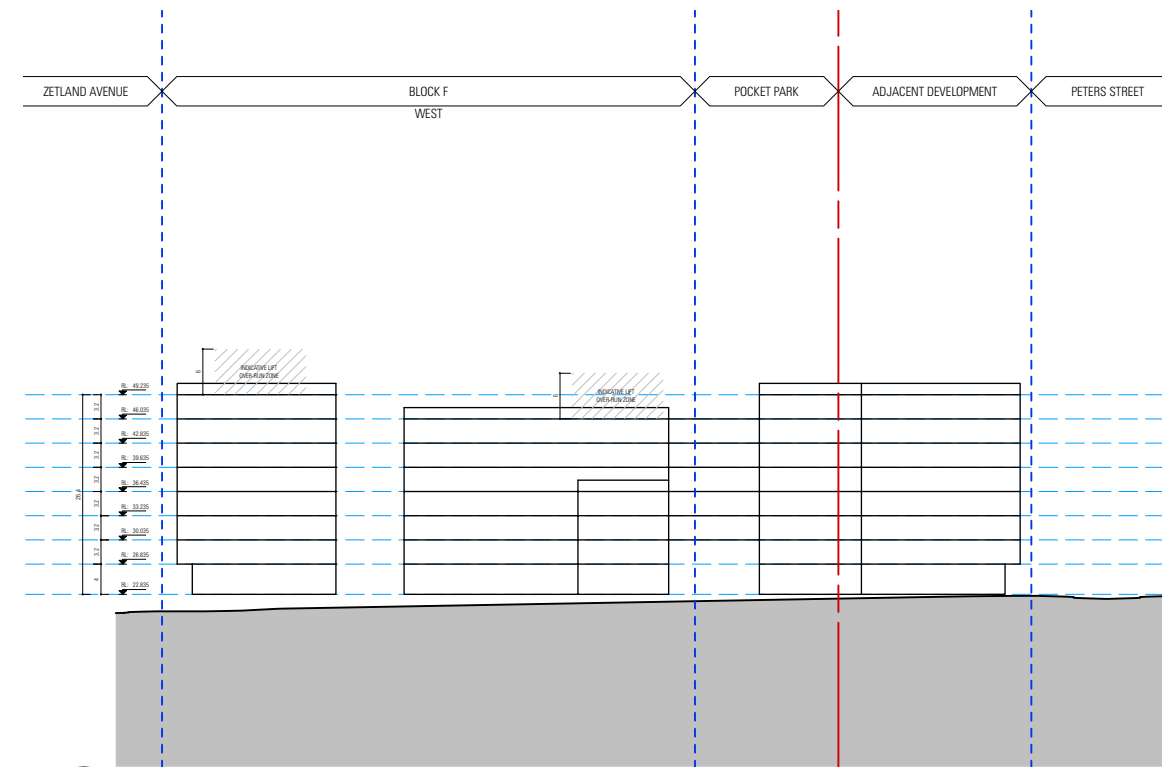 ZETLAND AVENUE
BLOCK F
POCKET PARK
ADJACENT DEVELOPMENT
PETERS STREET
WEST
6
INDICATIVE LIFT
OVER-RUN ZONE
6
INDICATIVE LIFT
OVER-RUN ZONE
RL: 49.235
3.2
RL: 46.035
3.2
RL: 42.835
3.2
RL: 39.635
3.2
RL: 36.435
26.4
3.2
RL: 33.235
3.2
RL: 30.035
3.2
RL: 26.835
4
RL: 22.835